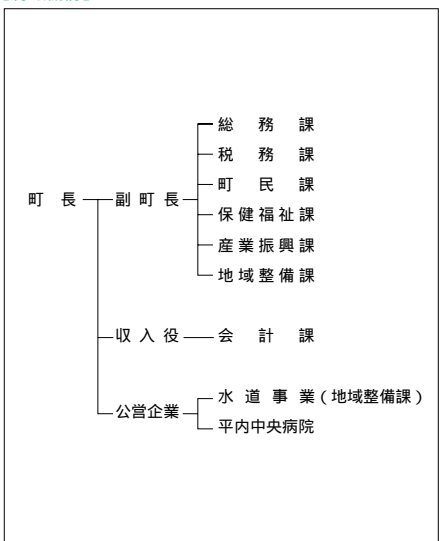 総務課
税務課
町民課
町長
副町長
保健福祉課
産業振興課
地域整備課
収入役
会計課
水道事業(地域整備課)
公営企業
平内中央病院